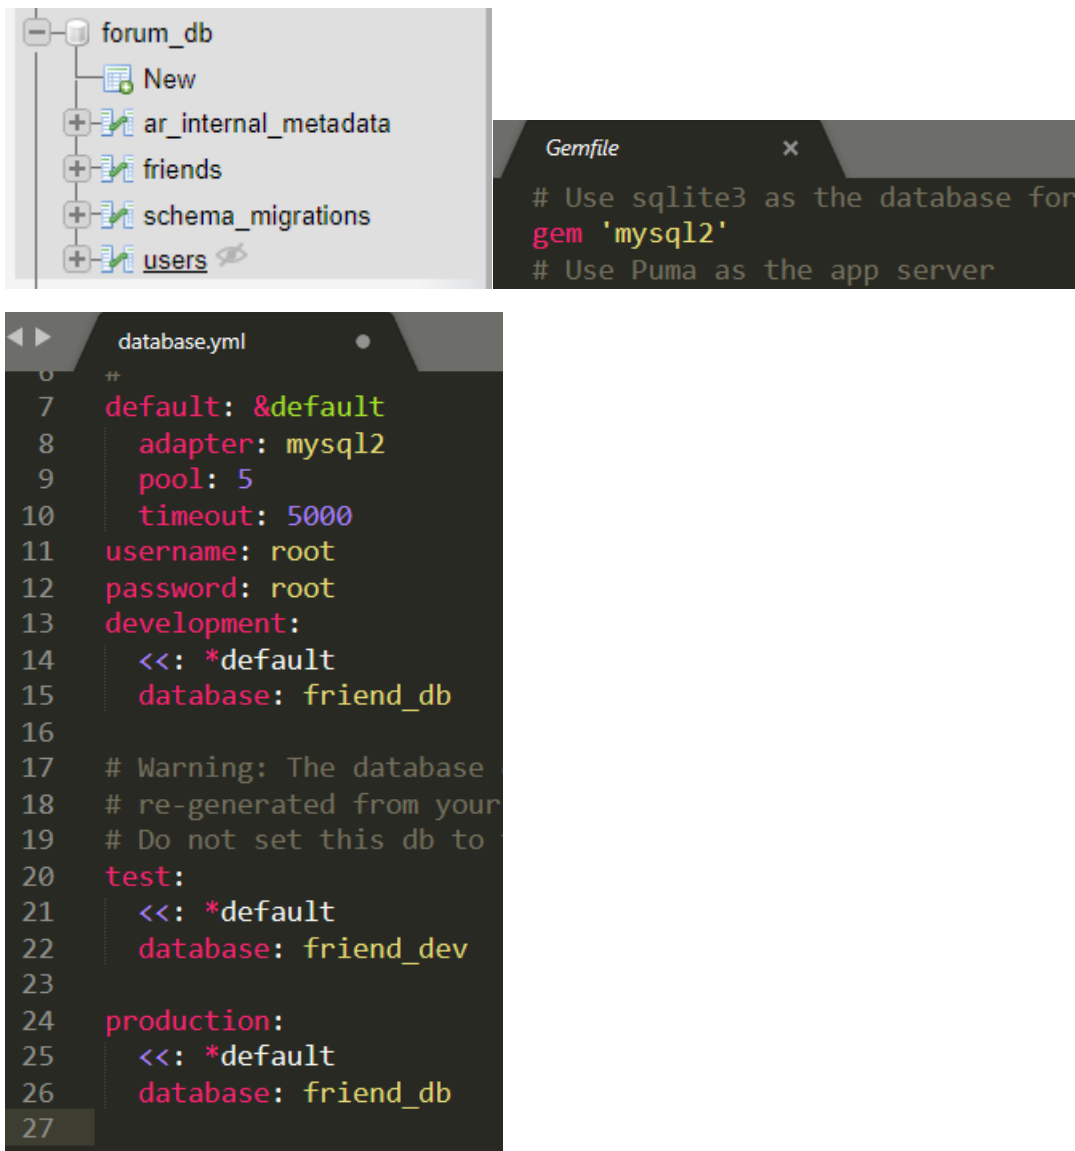 forum_db
New
ar_internal_metadata
friends
schema_migrations
users
Gemfile
# Use sqlite3 as the database for
gem 'mysql2'
# Use Puma as the app server
database.yml
6 #
7 default: &default
8 adapter: mysql2
9 pool: 5
10 timeout: 5000
11 username: root
12 password: root
13 development:
14 <<: *default
15 database: friend_db
16
17 # Warning: The database
18 # re-generated from your
19 # Do not set this db to
20 test:
21 <<: *default
22 database: friend_dev
23
24 production:
25 <<: *default
26 database: friend_db
27